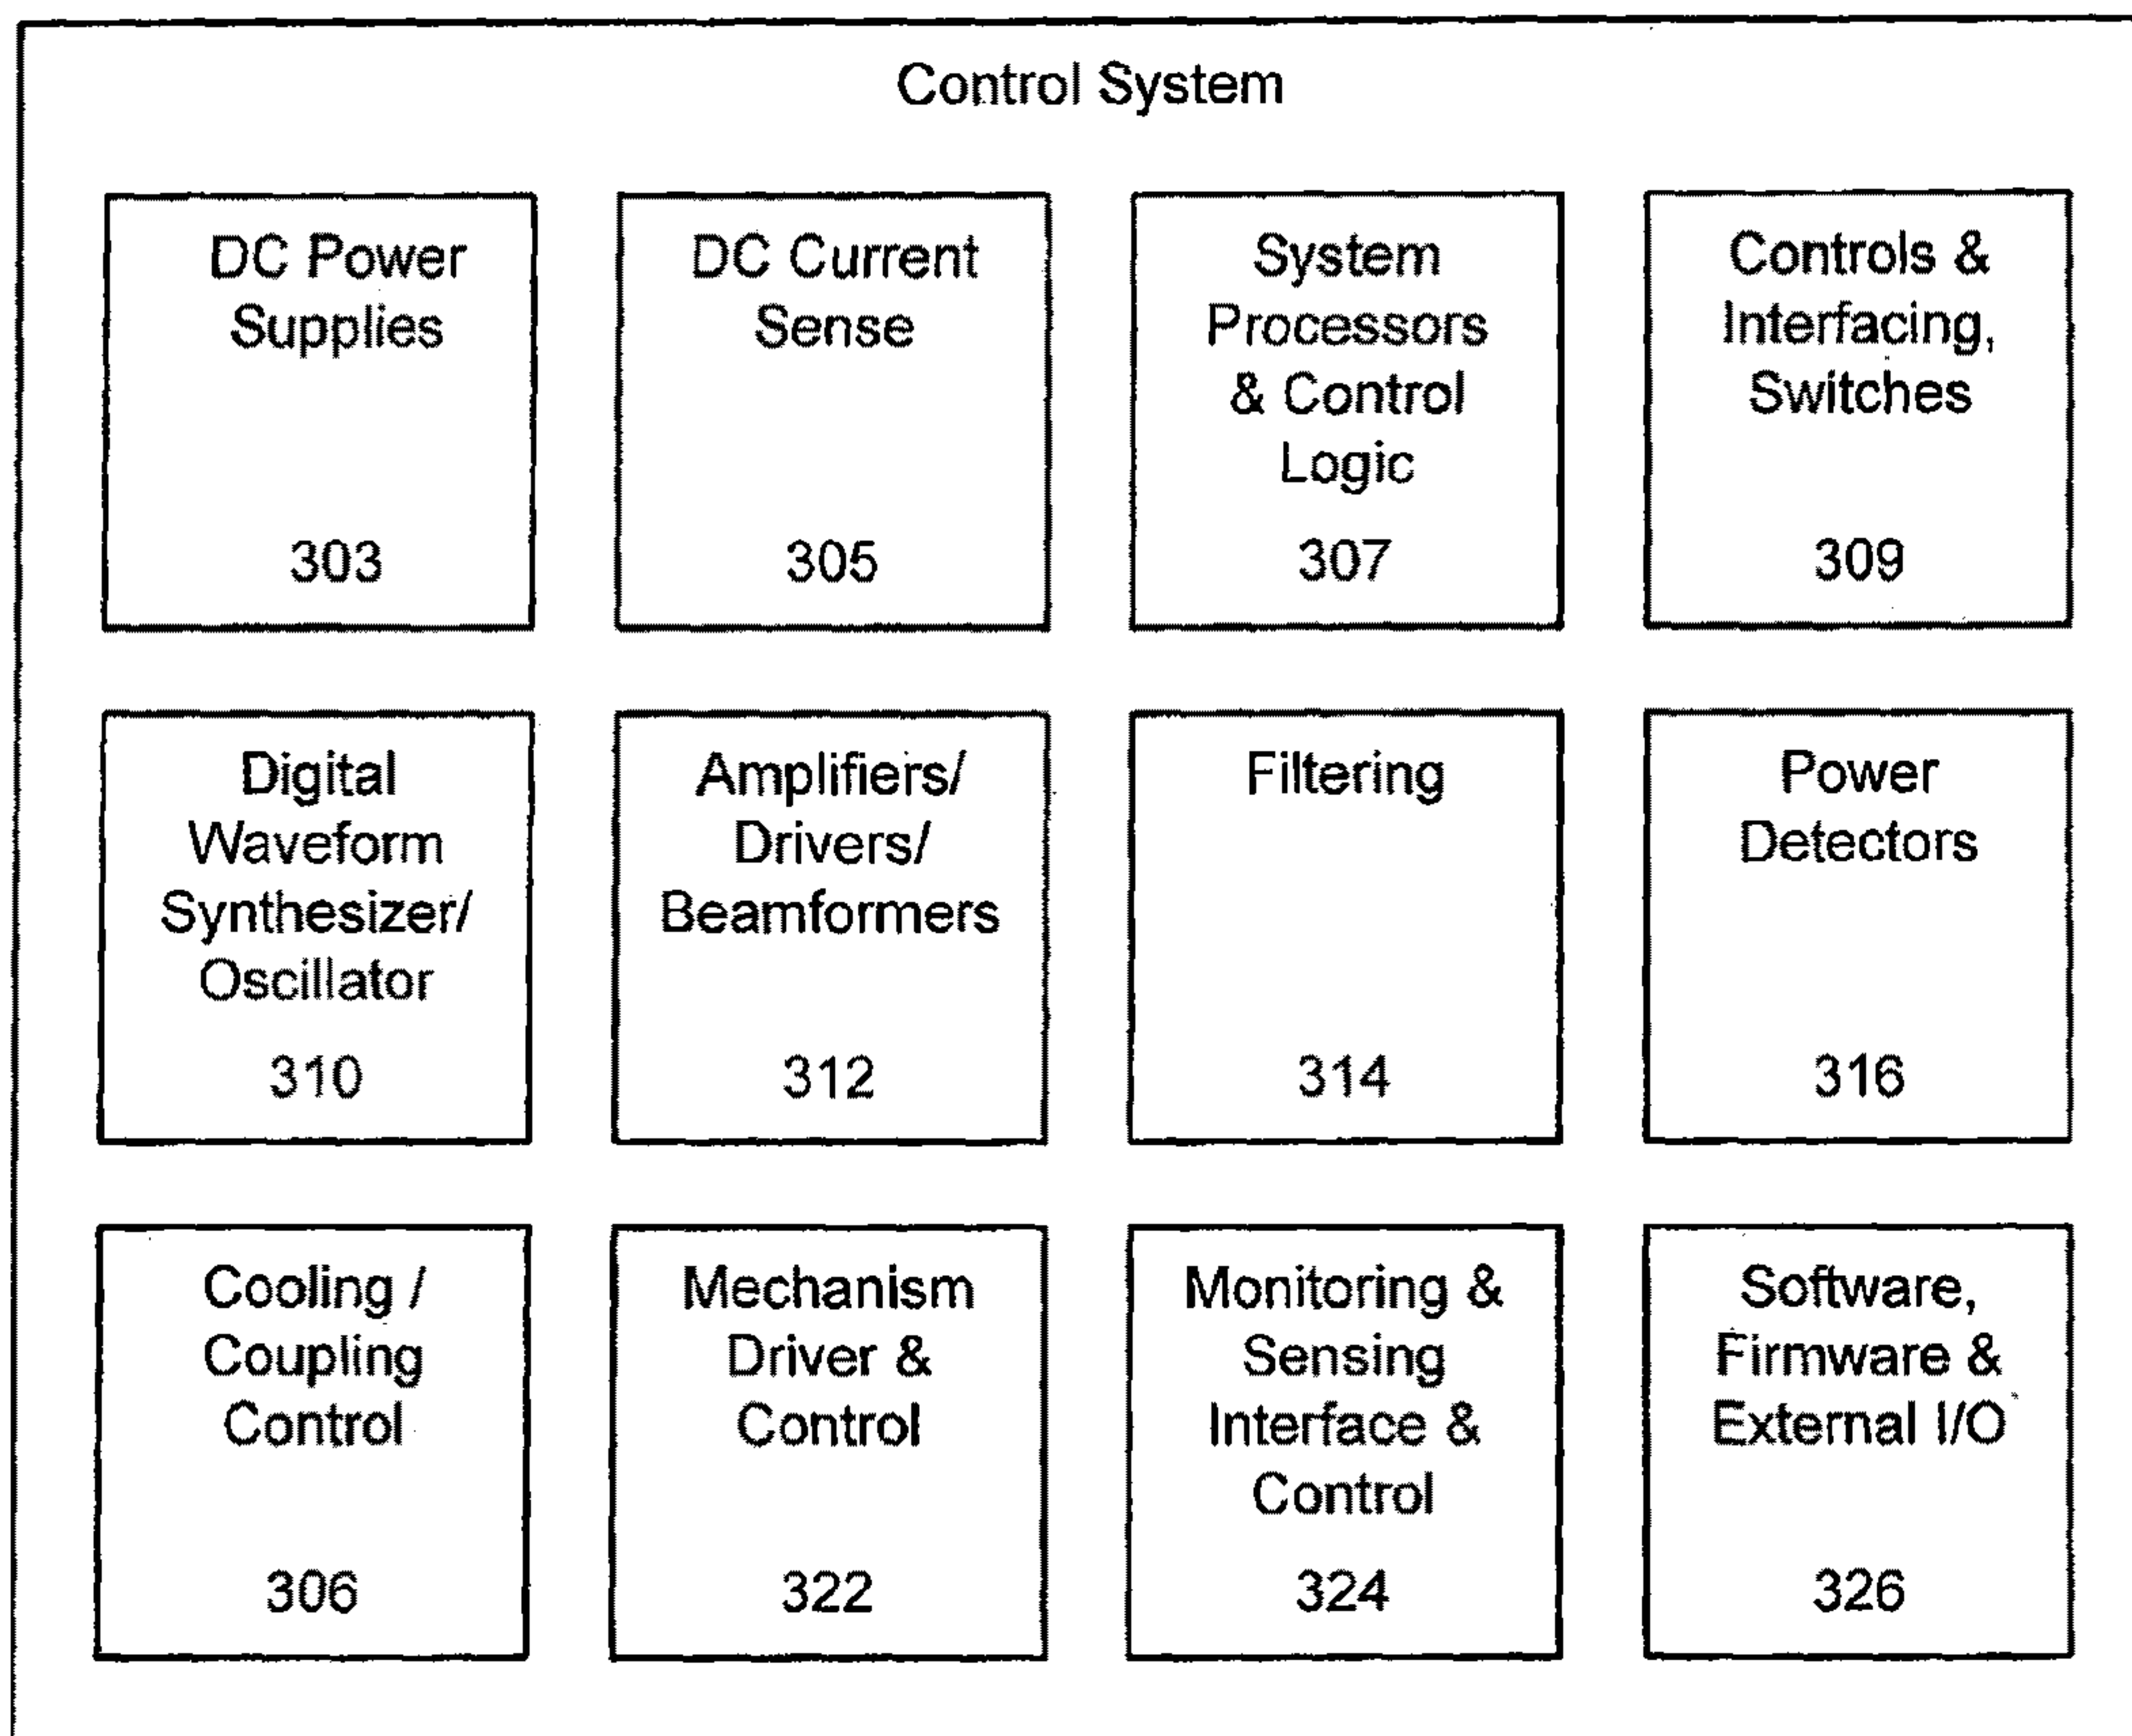 Control System
DC Power
Supplies
303
DC Current
Sense
305
System
Processors
& Control
Logic
307
Controls &
Interfacing,
Switches
309
Digital
Waveform
Synthesizer/
Oscillator
310
Amplifiers/
Drivers/
Beamformers
312
Filtering
314
Power
Detectors
316
Cooling /
Coupling
Control
306
Mechanism
Driver &
Control
322
Monitoring &
Sensing
Interface &
Control
324
Software,
Firmware &
External I/O
326